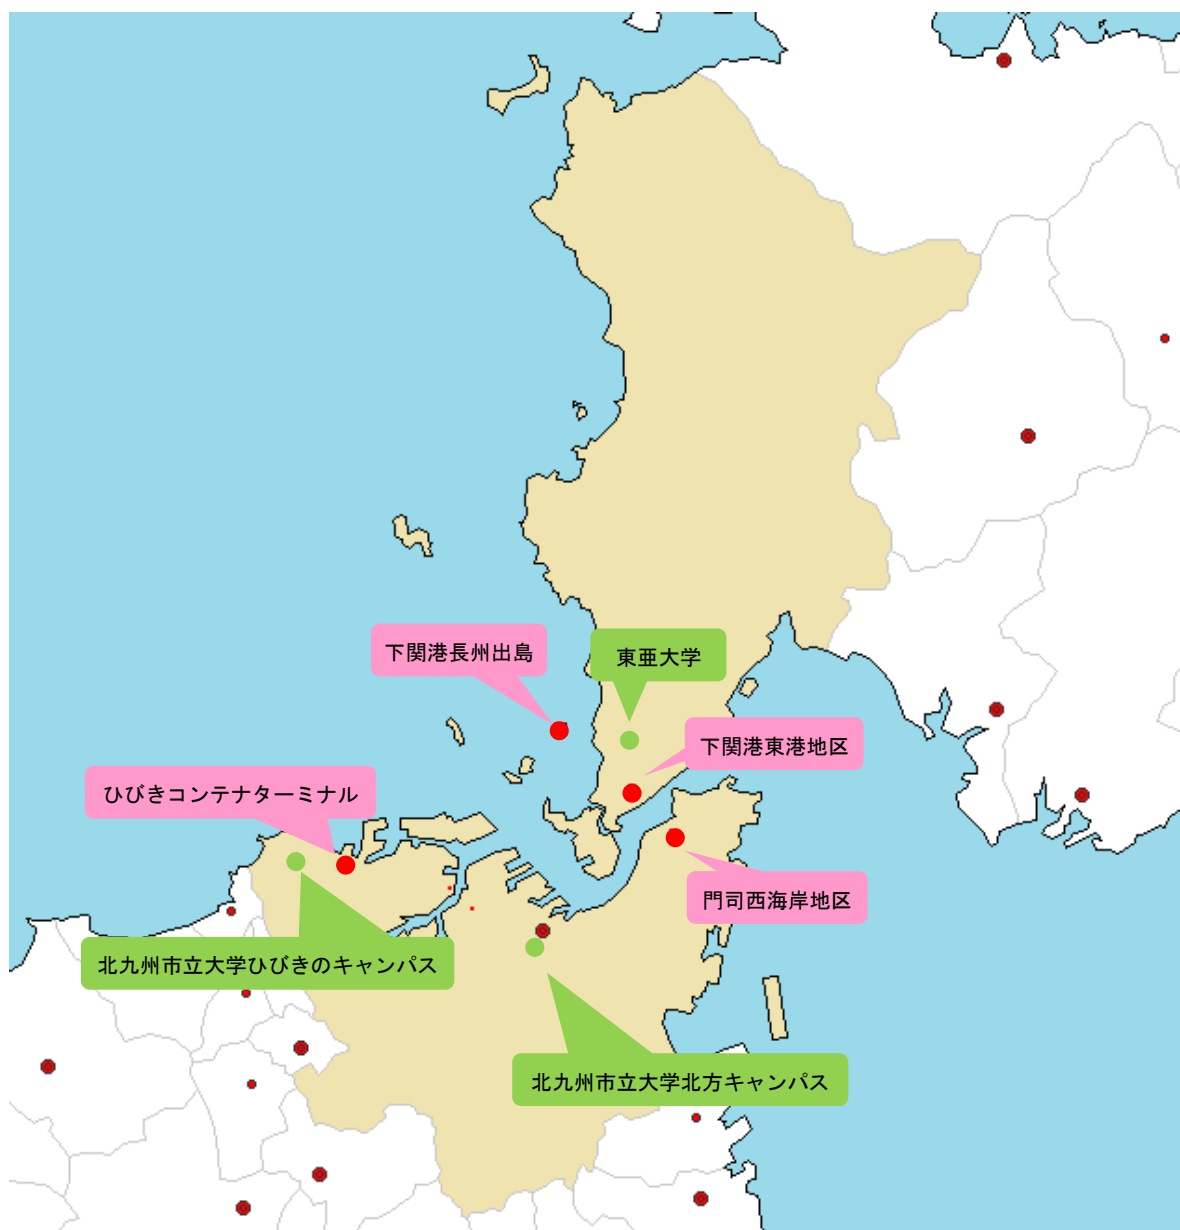 下関港長州出島
東亜大学
下関港東港地区
ひびきコンテナターミナル
門司西海岸地区
北九州市立大学ひびきのキャンパス
北九州市立大学北方キャンパス